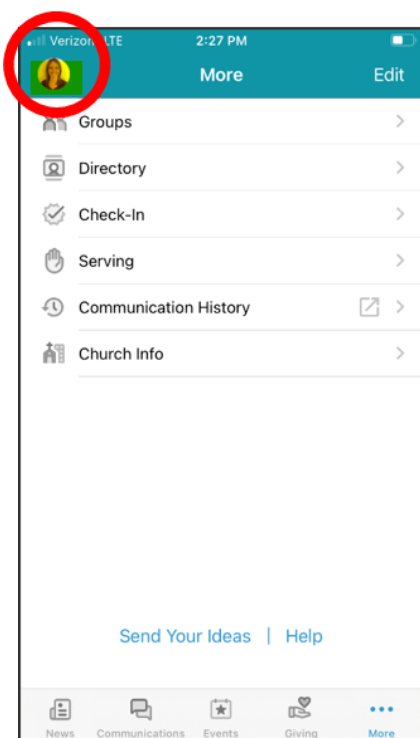 Verizon LTE 2:27 PM
More Edit
Groups
Directory
Check-In
Serving
Communication History
Church Info
Send Your Ideas | Help
News Communications Events Giving More